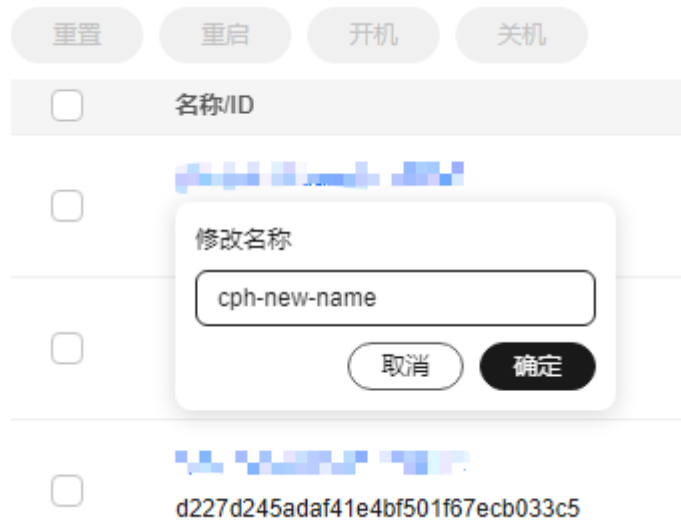 重置 重启 开机 关机
名称/ID
修改名称
cph-new-name
取消 确定
d227d245adaf41e4bf501f67ecb033c5